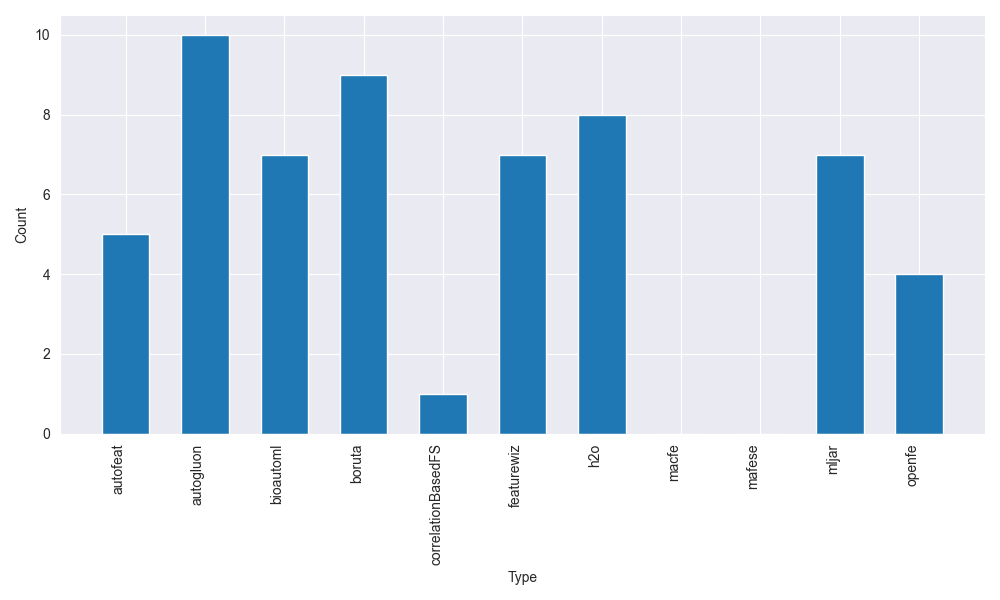 10
8
6
4
2
0
Count
autofeat
autogluon
bioautoml
boruta
correlationBasedFS
featurewiz
h2o
macfe
mafese
mljar
openfe
Type